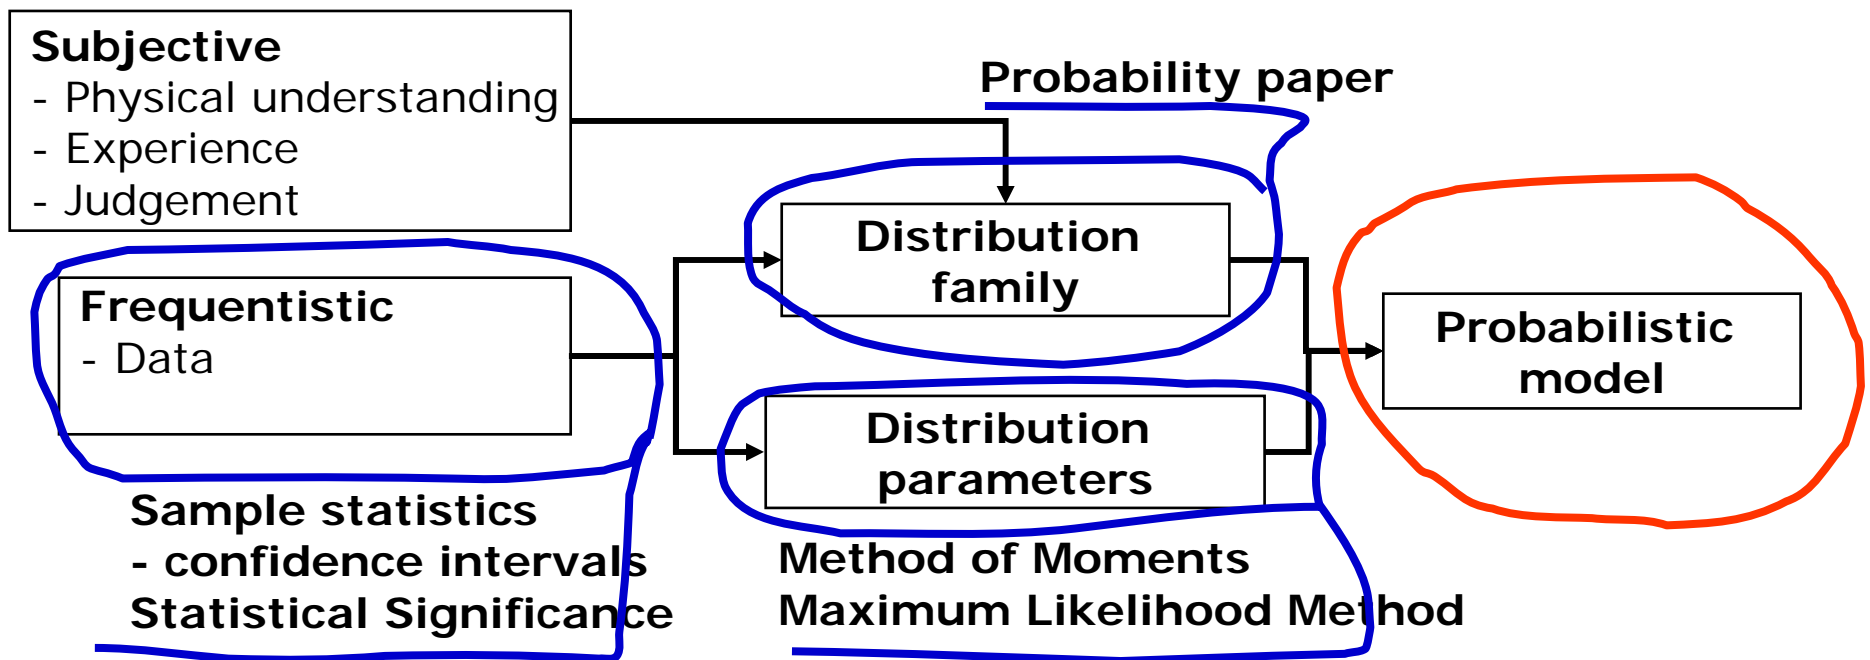 Subjective
- Physical understanding
- Experience
- Judgement
Probability paper
Distribution
family
Frequentistic
- Data
Probabilistic
model
Distribution
parameters
Sample statistics
- confidence intervals
Statistical Significance
Method of Moments
Maximum Likelihood Method